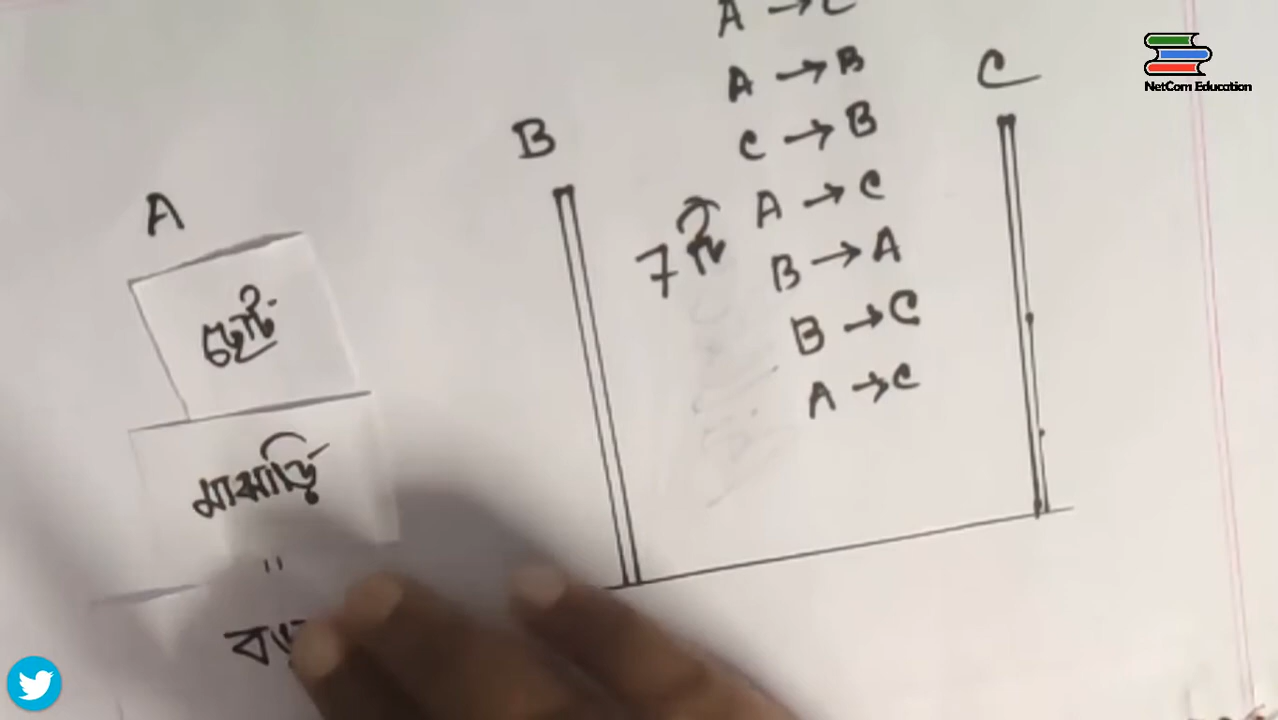 A → C
A → B
C → B
A → C
B → A
B → C
A → C
7 টি
A
B
C
ছোট
মাঝাড়ি
"
NetCom Education